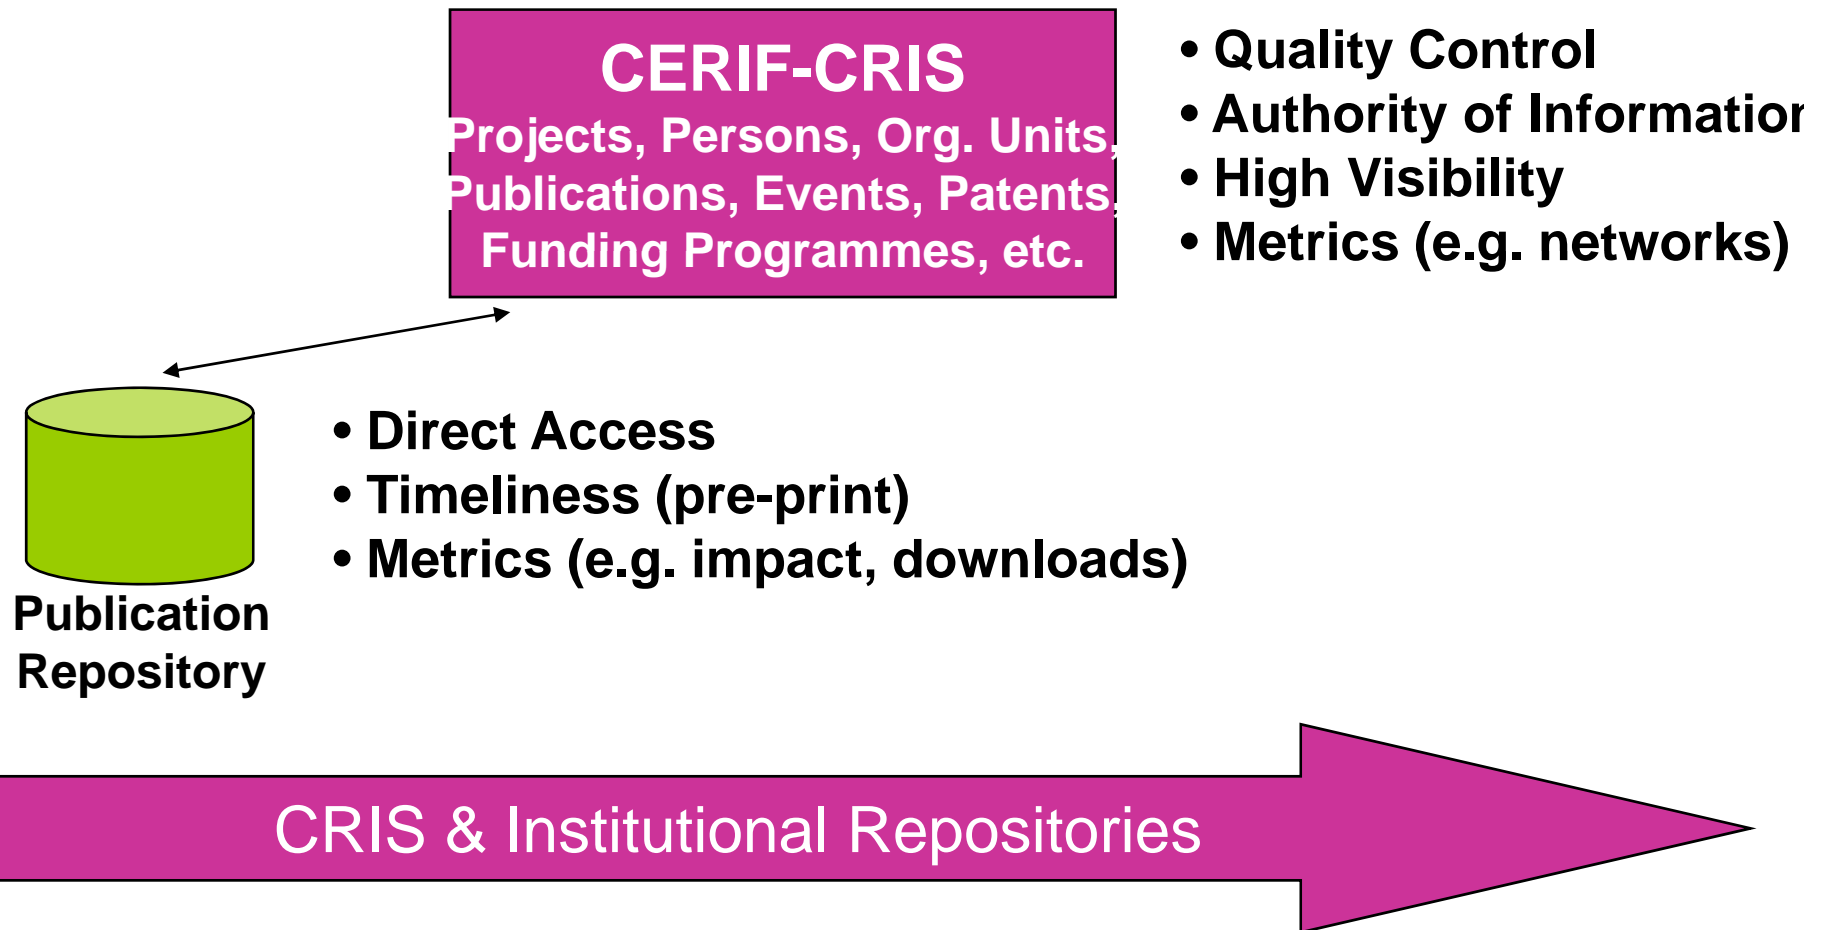 CERIF-CRIS
Projects, Persons, Org. Units,
Publications, Events, Patents,
Funding Programmes, etc.
• Quality Control
• Authority of Information
• High Visibility
• Metrics (e.g. networks)
• Direct Access
• Timeliness (pre-print)
• Metrics (e.g. impact, downloads)
Publication
Repository
CRIS & Institutional Repositories